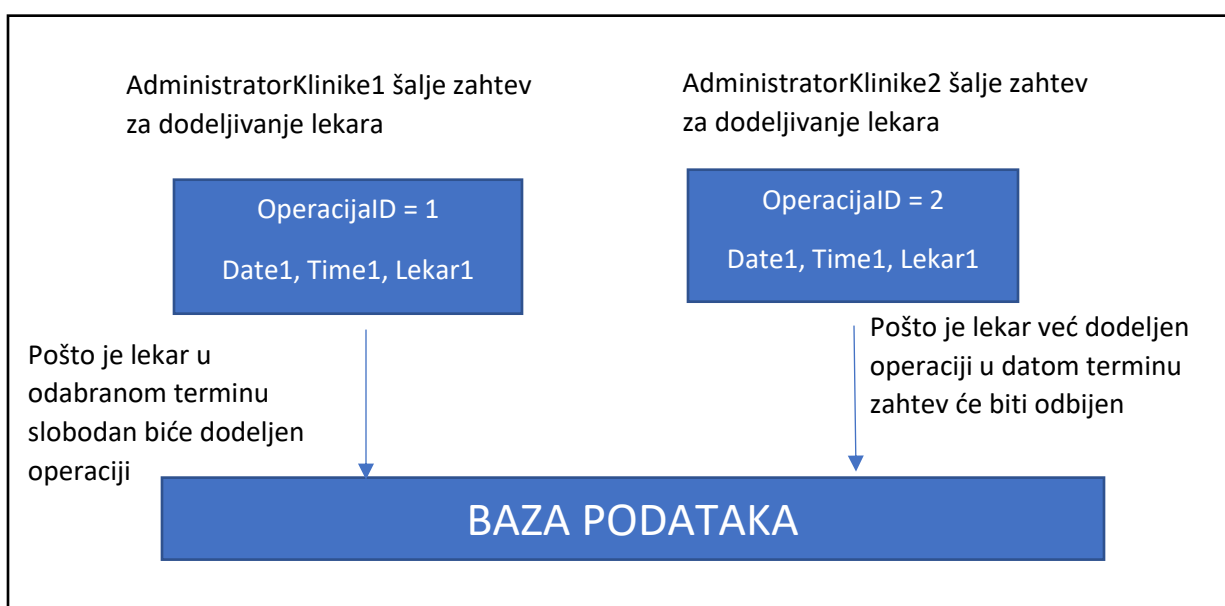 AdministratorKlinike1 šalje zahtev
za dodeljivanje lekara
AdministratorKlinike2 šalje zahtev
za dodeljivanje lekara
OperacijaID = 1
Date1, Time1, Lekar1
OperacijaID = 2
Date1, Time1, Lekar1
Pošto je lekar u
odabranom terminu
slobodan biće dodeljen
operaciji
Pošto je lekar već dodeljen
operaciji u datom terminu
zahtev će biti odbijen
BAZA PODATAKA